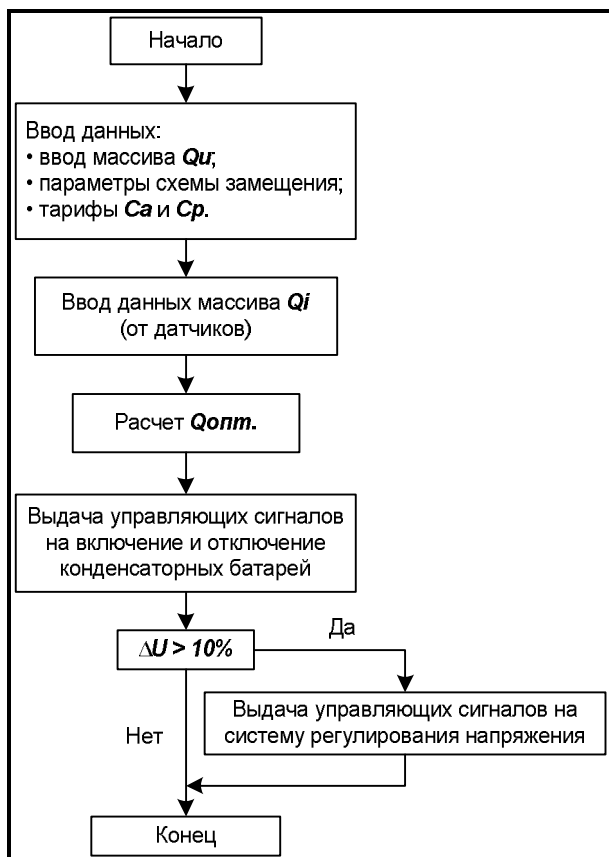 Начало
Ввод данных:
• ввод массива Qu;
• параметры схемы замещения;
• тарифы Ca и Cp.
Ввод данных массива Qi
(от датчиков)
Расчет Qопт.
Выдача управляющих сигналов
на включение и отключение
конденсаторных батарей
ΔU > 10%
Да
Нет
Выдача управляющих сигналов на
систему регулирования напряжения
Конец